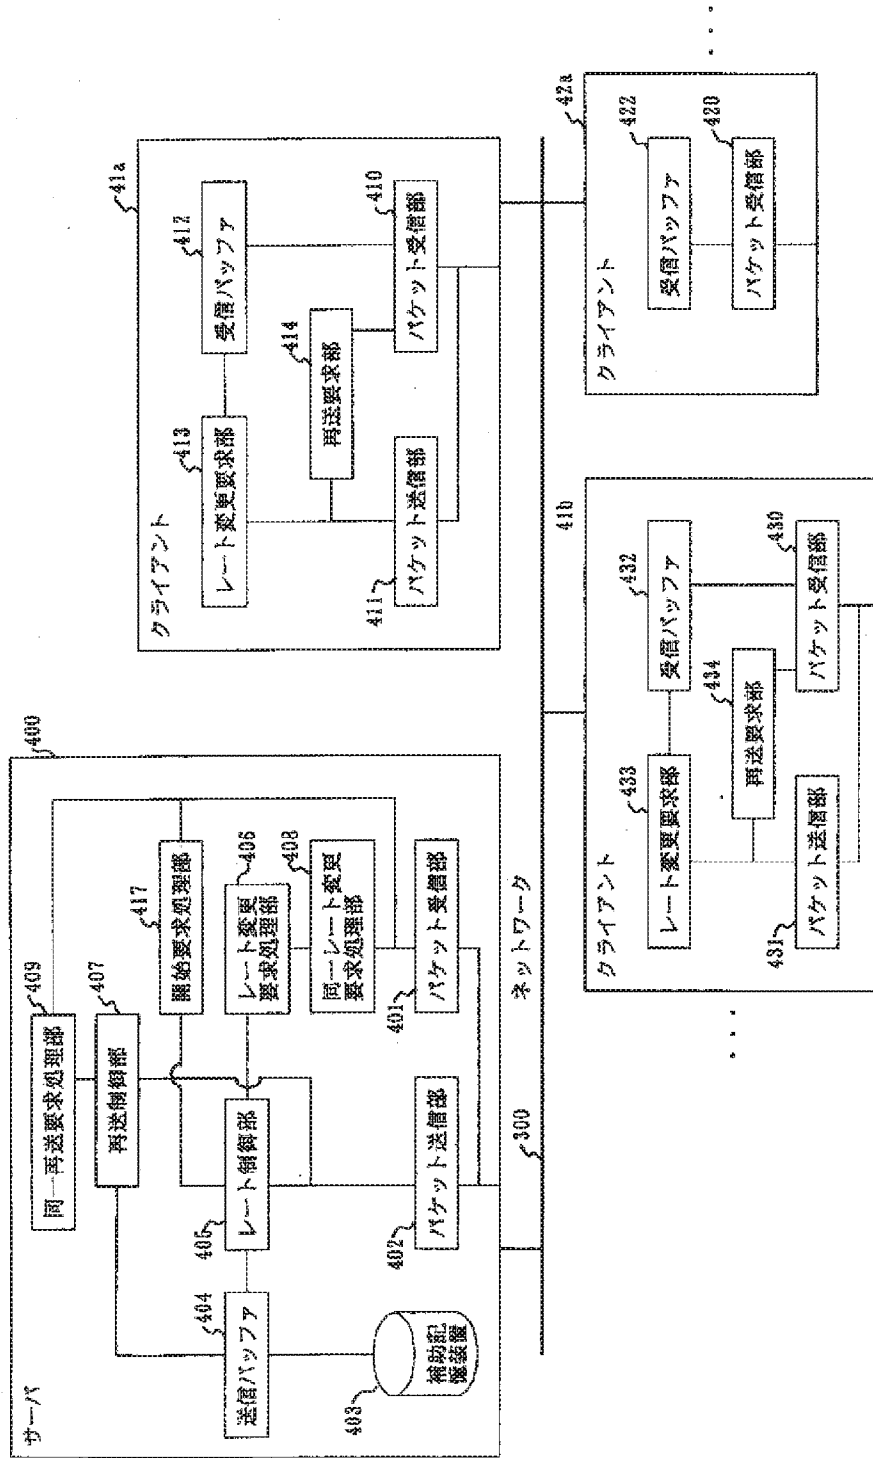 サーバ
400
同一再送要求処理部
409
再送制御部
407
開始要求処理部
417
送信バッファ
404
レート制御部
405
レート変更
要求処理部
406
同一レート変更
要求処理部
408
補助記
憶装置
403
パケット送信部
402
パケット受信部
401
クライアント
41a
レート変更要求部
413
受信バッファ
412
再送要求部
414
パケット送信部
411
パケット受信部
410
300
ネットワーク
・・・
クライアント
41b
レート変更要求部
433
受信バッファ
432
再送要求部
434
パケット送信部
431
パケット受信部
430
クライアント
42a
受信バッファ
422
パケット受信部
420
・・・